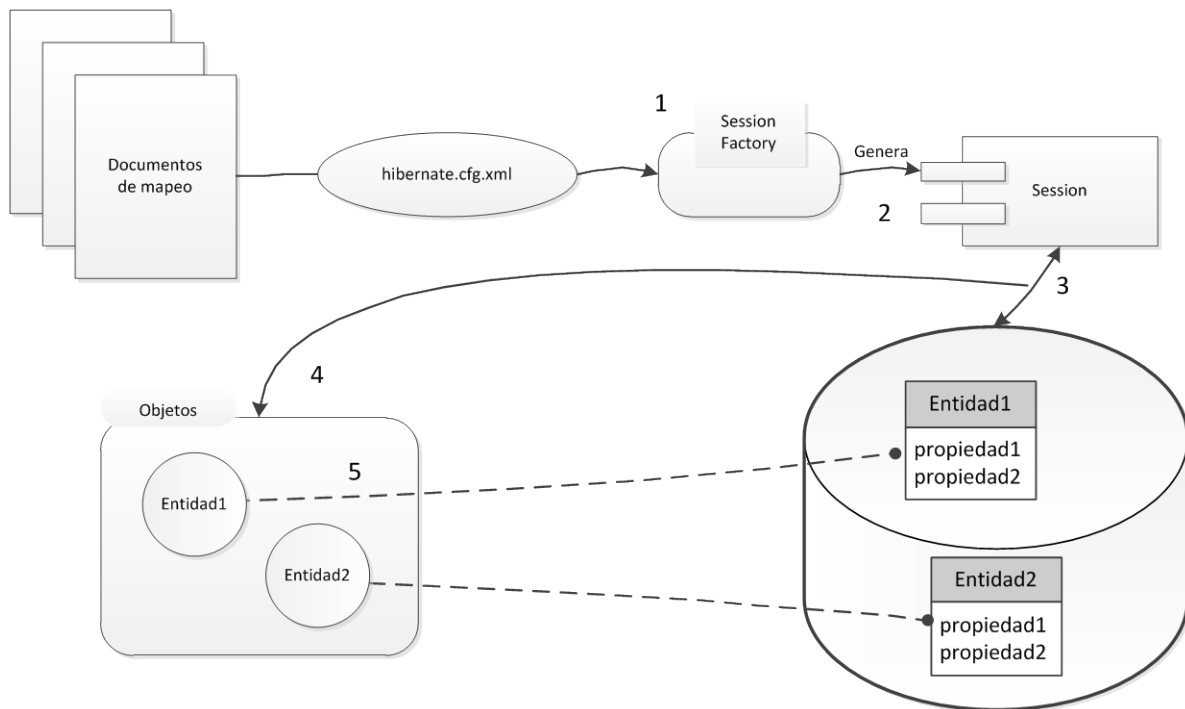 1
Session
Factory
Documentos
de mapeo
hibernate.cfg.xml
Genera
2
Session
3
4
Objetos
Entidad1
propiedad1
propiedad2
5
Entidad1
Entidad2
Entidad2
propiedad1
propiedad2